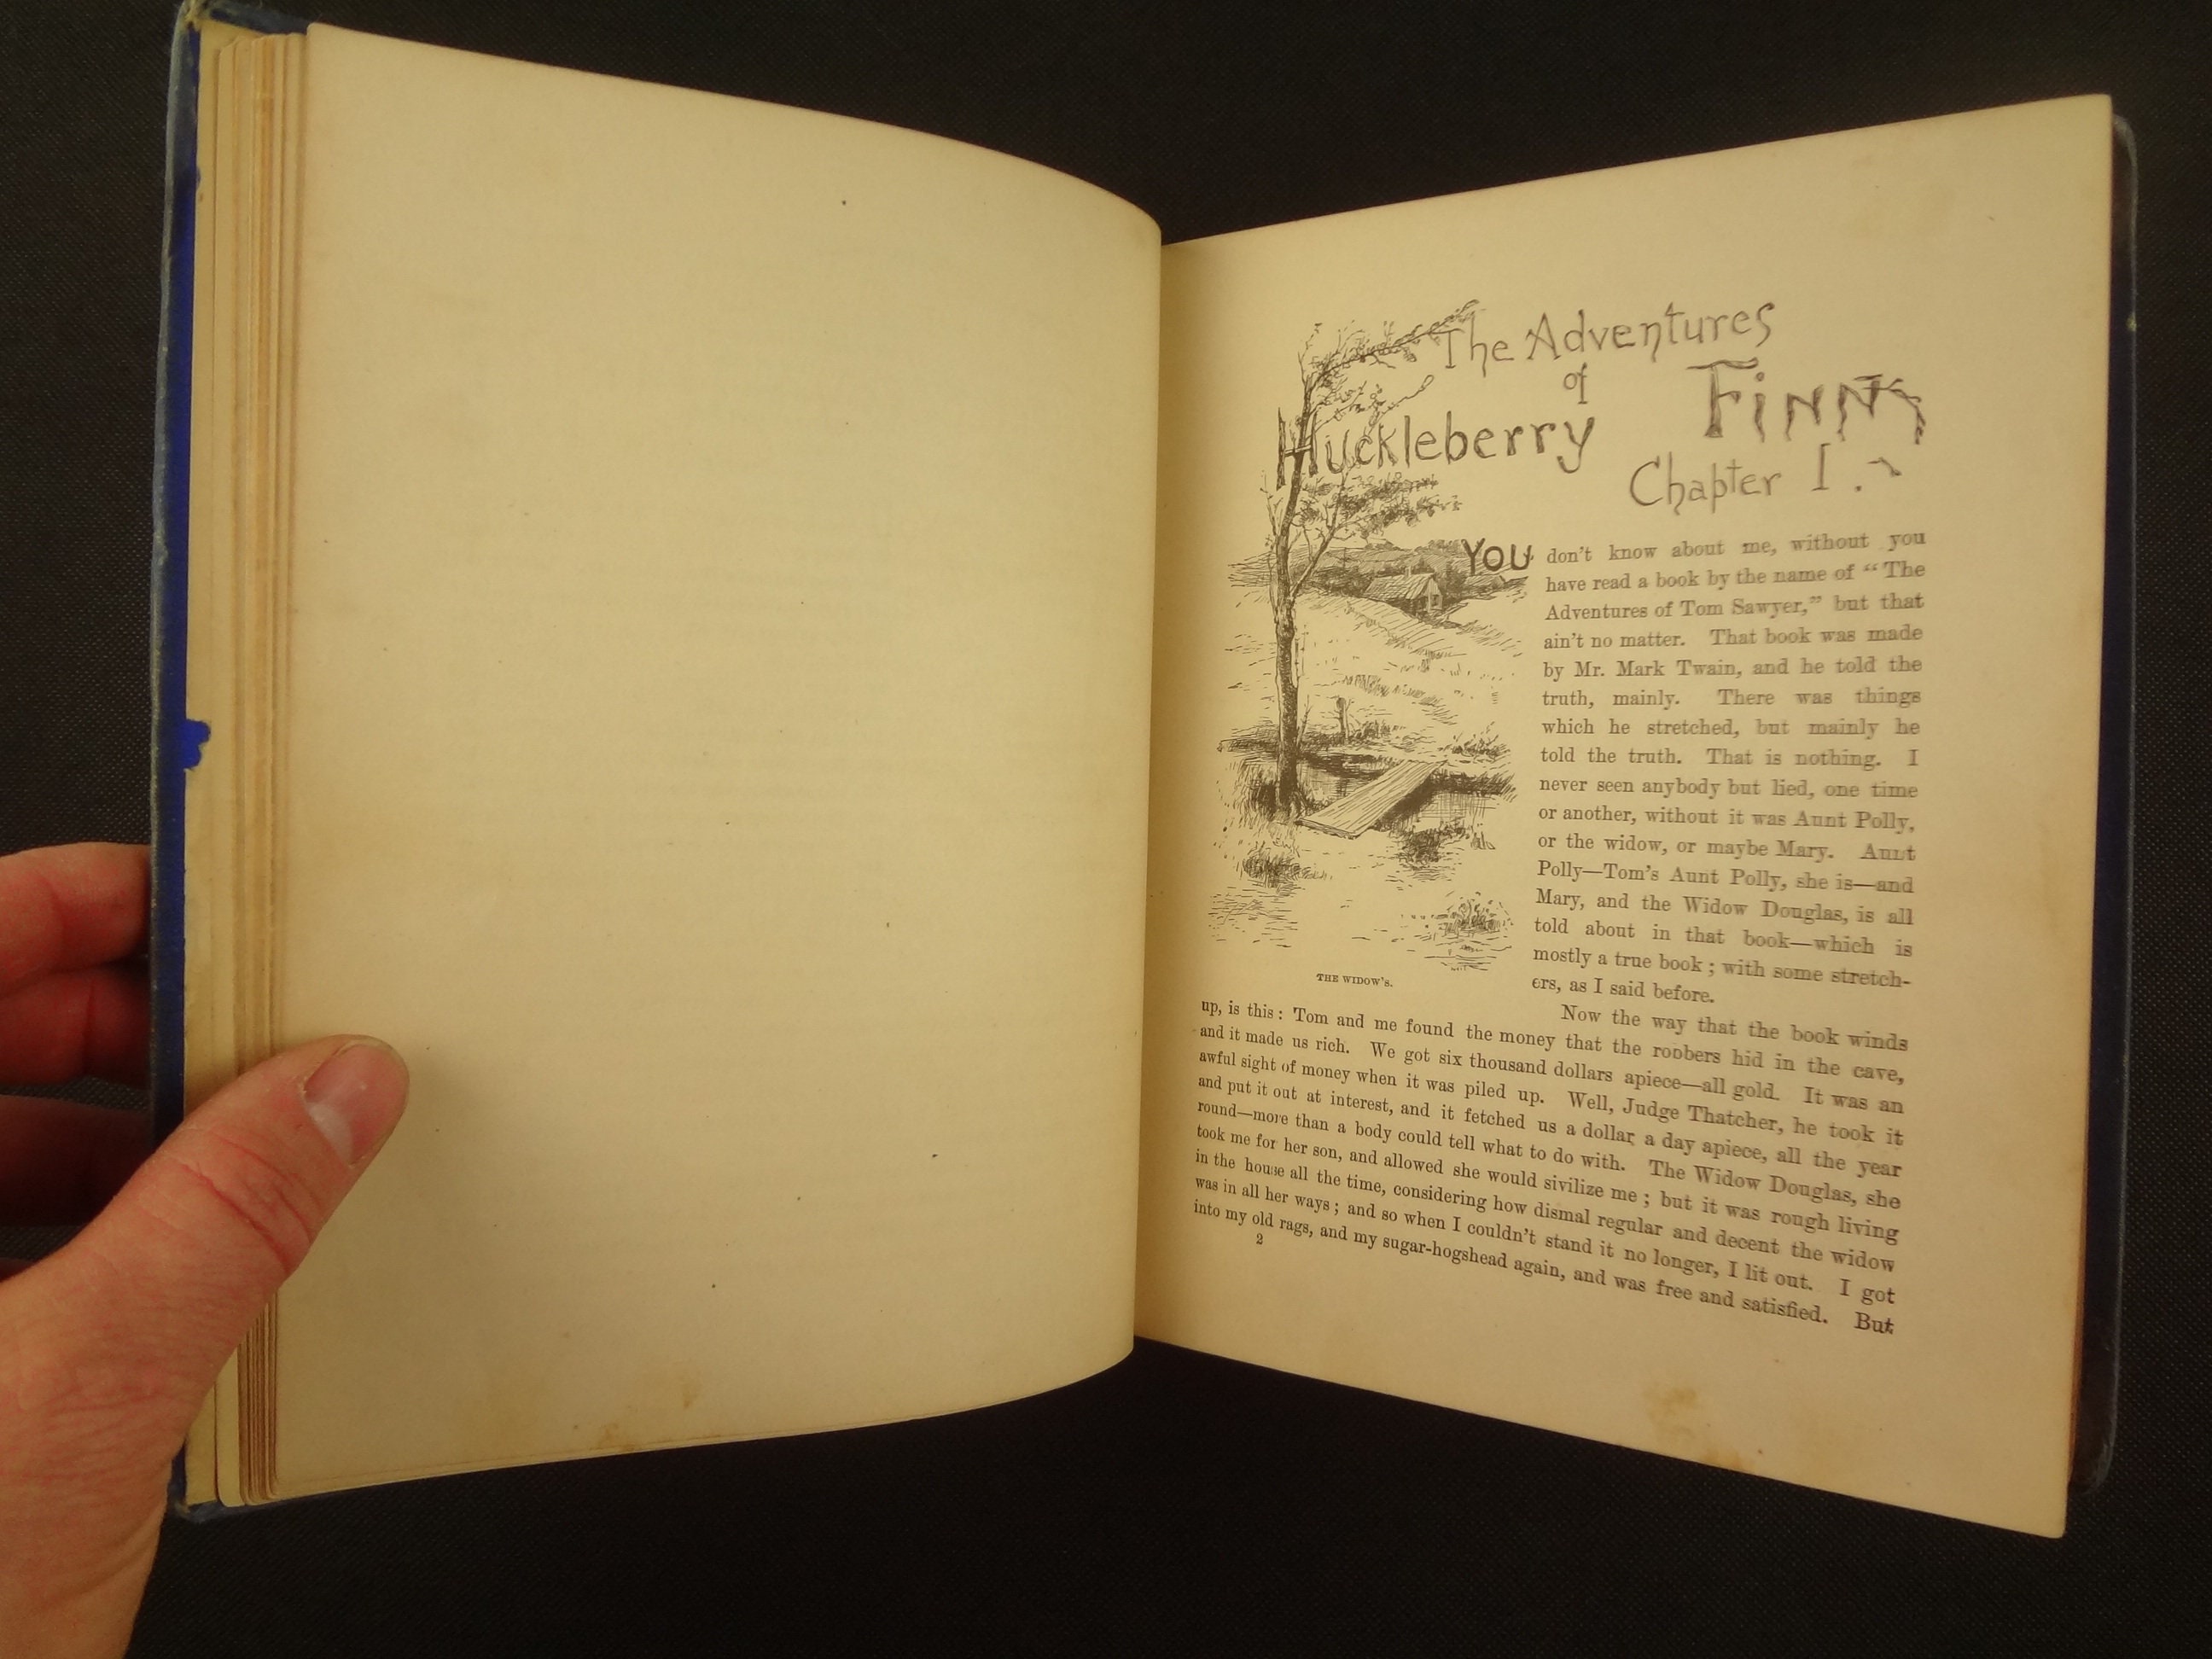 The Adventures
of
Huckleberry Finn
Chapter I.
YOU don't know about me, without you
have read a book by the name of "The
Adventures of Tom Sawyer," but that
ain't no matter. That book was made
by Mr. Mark Twain, and he told the
truth, mainly. There was things
which he stretched, but mainly he
told the truth. That is nothing. I
never seen anybody but lied, one time
or another, without it was Aunt Polly,
or the widow, or maybe Mary. Aunt
Polly—Tom's Aunt Polly, she is—and
Mary, and the Widow Douglas, is all
told about in that book—which is
mostly a true book; with some stretch-
ers, as I said before.
THE WIDOW'S.
Now the way that the book winds
up, is this: Tom and me found the money that the robbers hid in the cave,
and it made us rich. We got six thousand dollars apiece—all gold. It was an
awful sight of money when it was piled up. Well, Judge Thatcher, he took it
and put it out at interest, and it fetched us a dollar a day apiece, all the year
round—more than a body could tell what to do with. The Widow Douglas, she
took me for her son, and allowed she would sivilize me; but it was rough living
in the house all the time, considering how dismal regular and decent the widow
was in all her ways; and so when I couldn't stand it no longer, I lit out. I got
into my old rags, and my sugar-hogshead again, and was free and satisfied. But
2